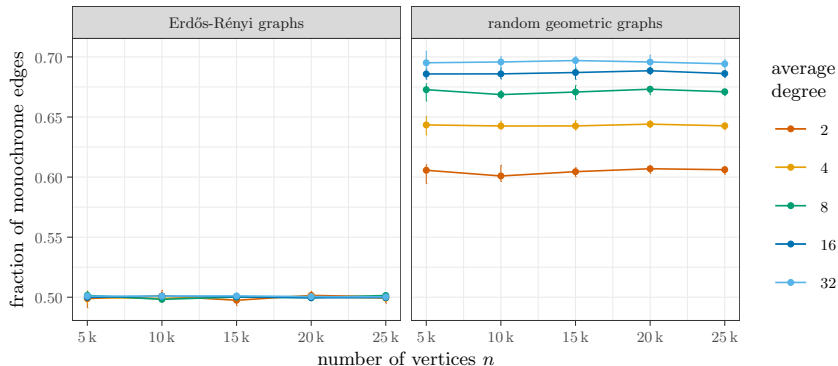 Erdős-Rényi graphs
random geometric graphs
fraction of monochrome edges
0.70
0.65
0.60
0.55
0.50
5 k
10 k
15 k
20 k
25 k
5 k
10 k
15 k
20 k
25 k
number of vertices n
average
degree
2
4
8
16
32